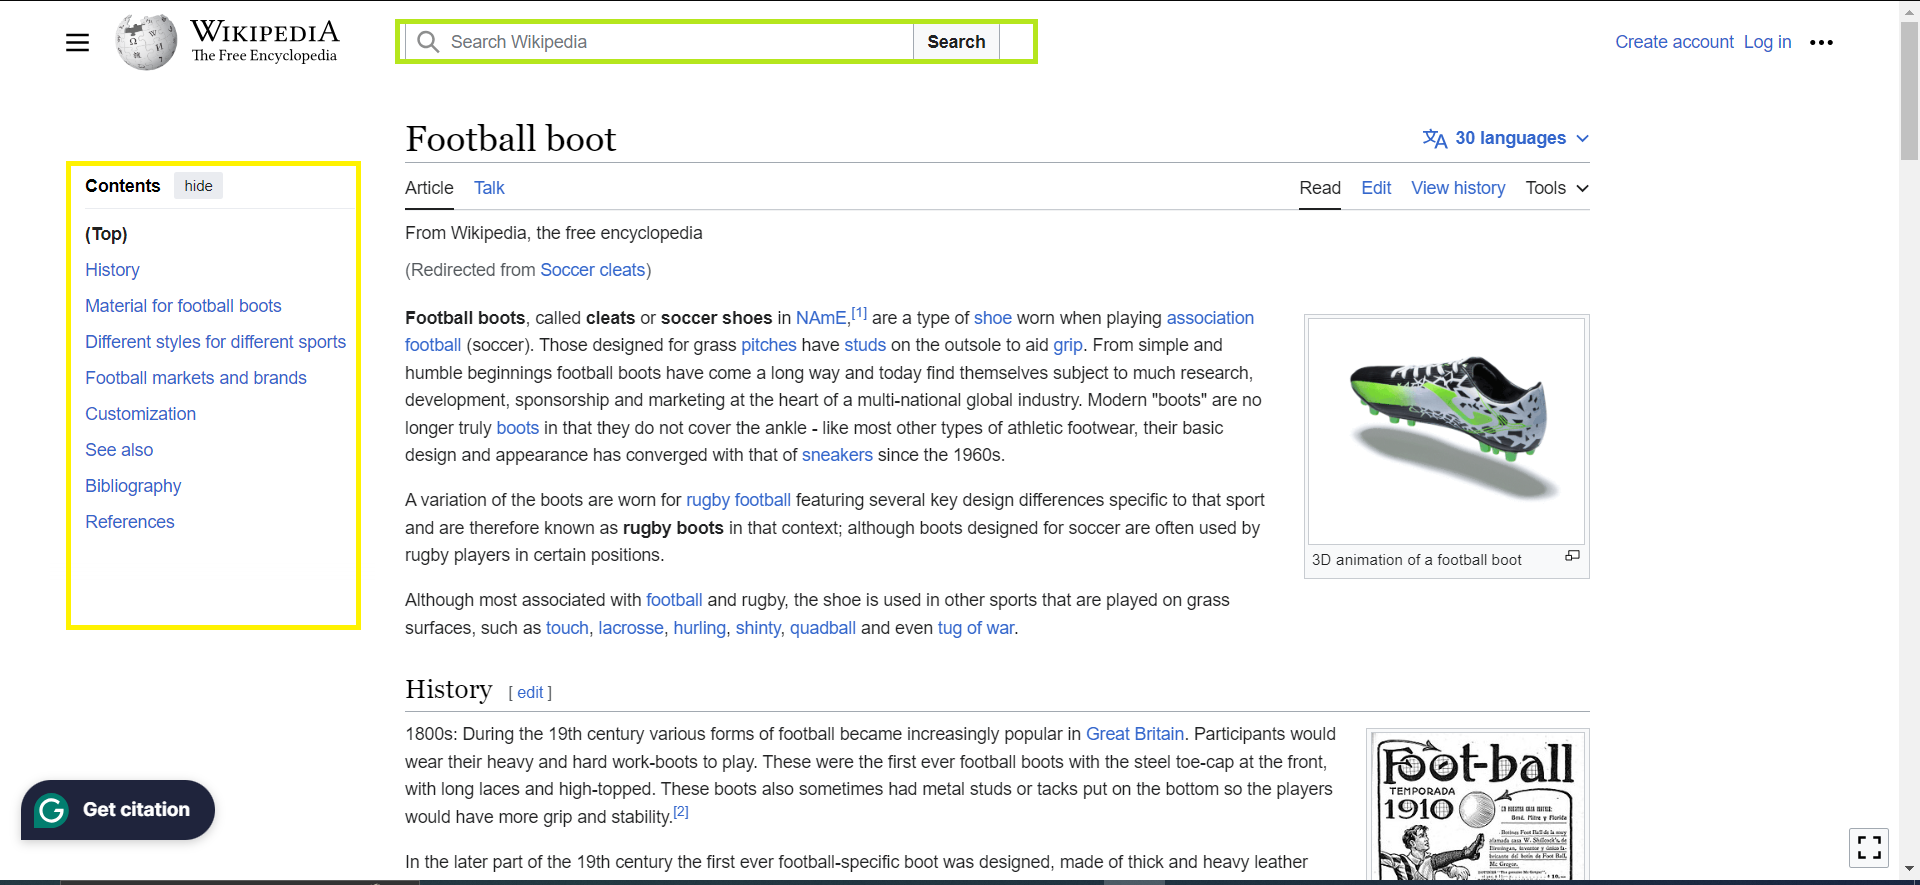 WIKIPEDIA
The Free Encyclopedia
Search Wikipedia
Search
Create account Log in
Football boot
30 languages
Contents hide
(Top)
History
Material for football boots
Different styles for different sports
Football markets and brands
Customization
See also
Bibliography
References
Article Talk
Read Edit View history Tools
From Wikipedia, the free encyclopedia
(Redirected from Soccer cleats)
Football boots, called cleats or soccer shoes in NAmE,[1] are a type of shoe worn when playing association
football (soccer). Those designed for grass pitches have studs on the outsole to aid grip. From simple and
humble beginnings football boots have come a long way and today find themselves subject to much research,
development, sponsorship and marketing at the heart of a multi-national global industry. Modern "boots" are no
longer truly boots in that they do not cover the ankle - like most other types of athletic footwear, their basic
design and appearance has converged with that of sneakers since the 1960s.
A variation of the boots are worn for rugby football featuring several key design differences specific to that sport
and are therefore known as rugby boots in that context; although boots designed for soccer are often used by
rugby players in certain positions.
Although most associated with football and rugby, the shoe is used in other sports that are played on grass
surfaces, such as touch, lacrosse, hurling, shinty, quadball and even tug of war.
3D animation of a football boot
History [ edit ]
1800s: During the 19th century various forms of football became increasingly popular in Great Britain. Participants would
wear their heavy and hard work-boots to play. These were the first ever football boots with the steel toe-cap at the front,
with long laces and high-topped. These boots also sometimes had metal studs or tacks put on the bottom so the players
would have more grip and stability.[2]
In the later part of the 19th century the first ever football-specific boot was designed, made of thick and heavy leather
Foot-ball
TEMPORADA
1910
Get citation